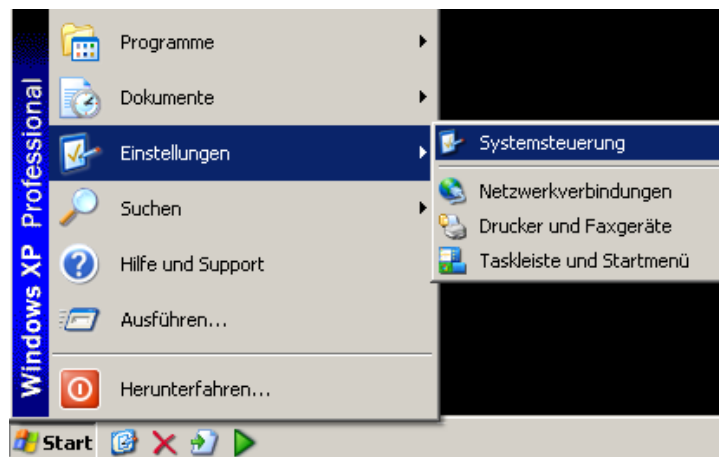 Windows XP Professional
Programme
Dokumente
Einstellungen
Suchen
Hilfe und Support
Ausführen...
Herunterfahren...
Systemsteuerung
Netzwerkverbindungen
Drucker und Faxgeräte
Taskleiste und Startmenü
Start